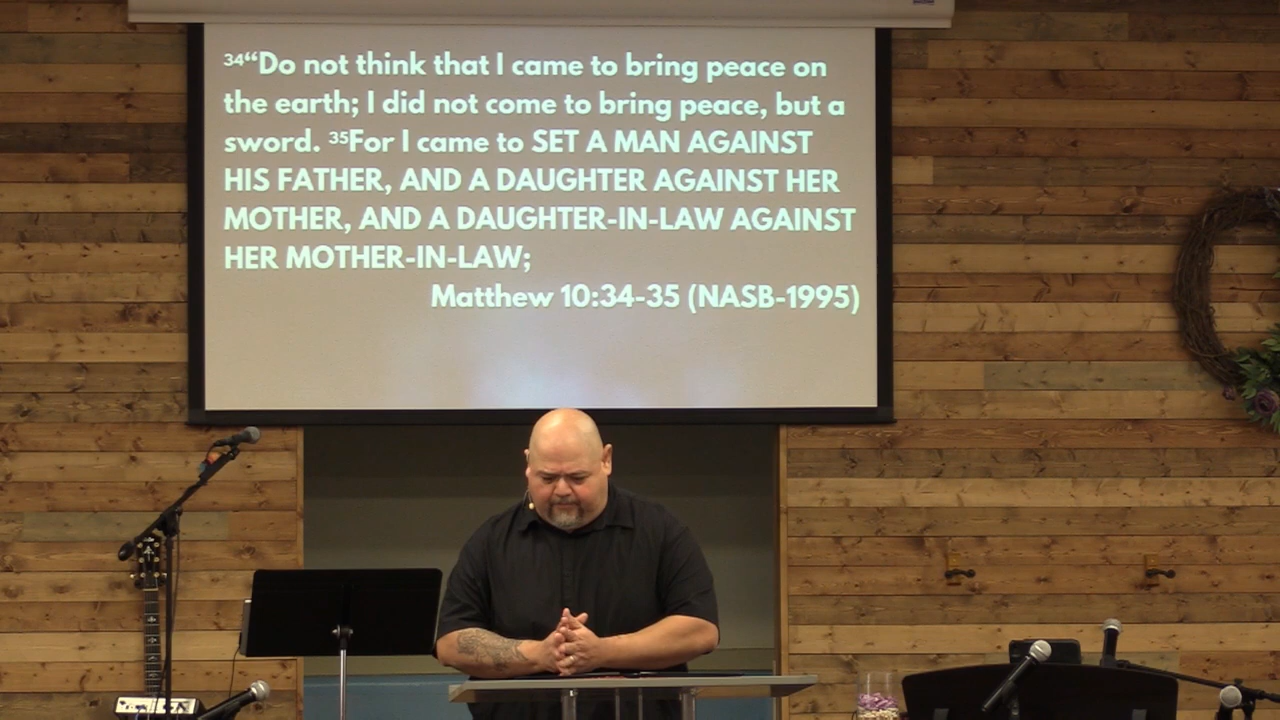 ³⁴“Do not think that I came to bring peace on
the earth; I did not come to bring peace, but a
sword. ³⁵For I came to SET A MAN AGAINST
HIS FATHER, AND A DAUGHTER AGAINST HER
MOTHER, AND A DAUGHTER-IN-LAW AGAINST
HER MOTHER-IN-LAW;
Matthew 10:34-35 (NASB-1995)